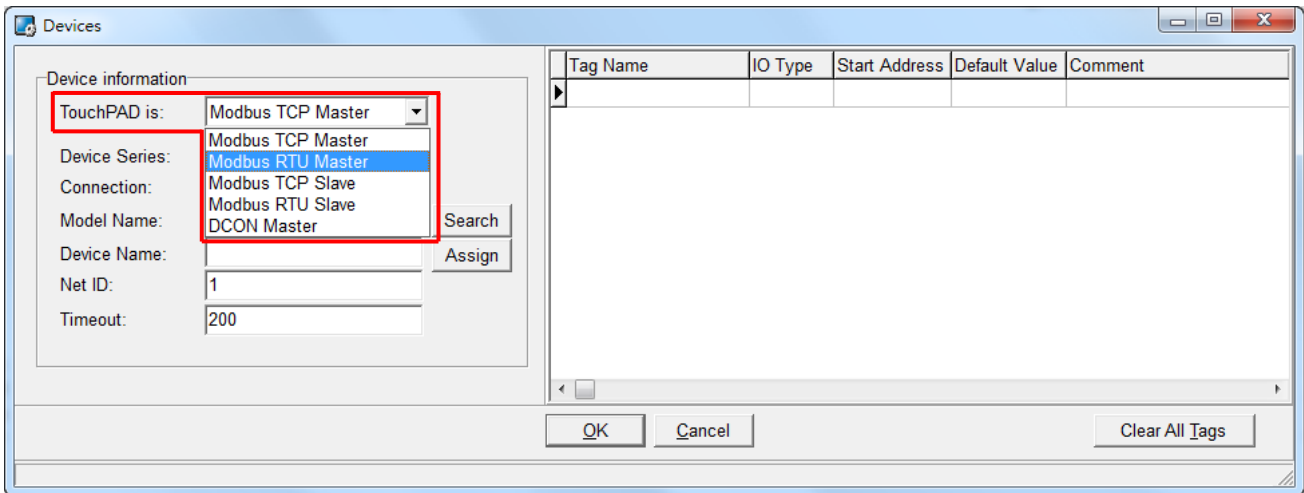 Devices
Device information
TouchPAD is: Modbus TCP Master
Modbus TCP Master
Modbus RTU Master
Modbus TCP Slave
Modbus RTU Slave
DCON Master
Device Series:
Connection:
Model Name: Search
Device Name: Assign
Net ID: 1
Timeout: 200
Tag Name IO Type Start Address Default Value Comment
OK Cancel Clear All Tags